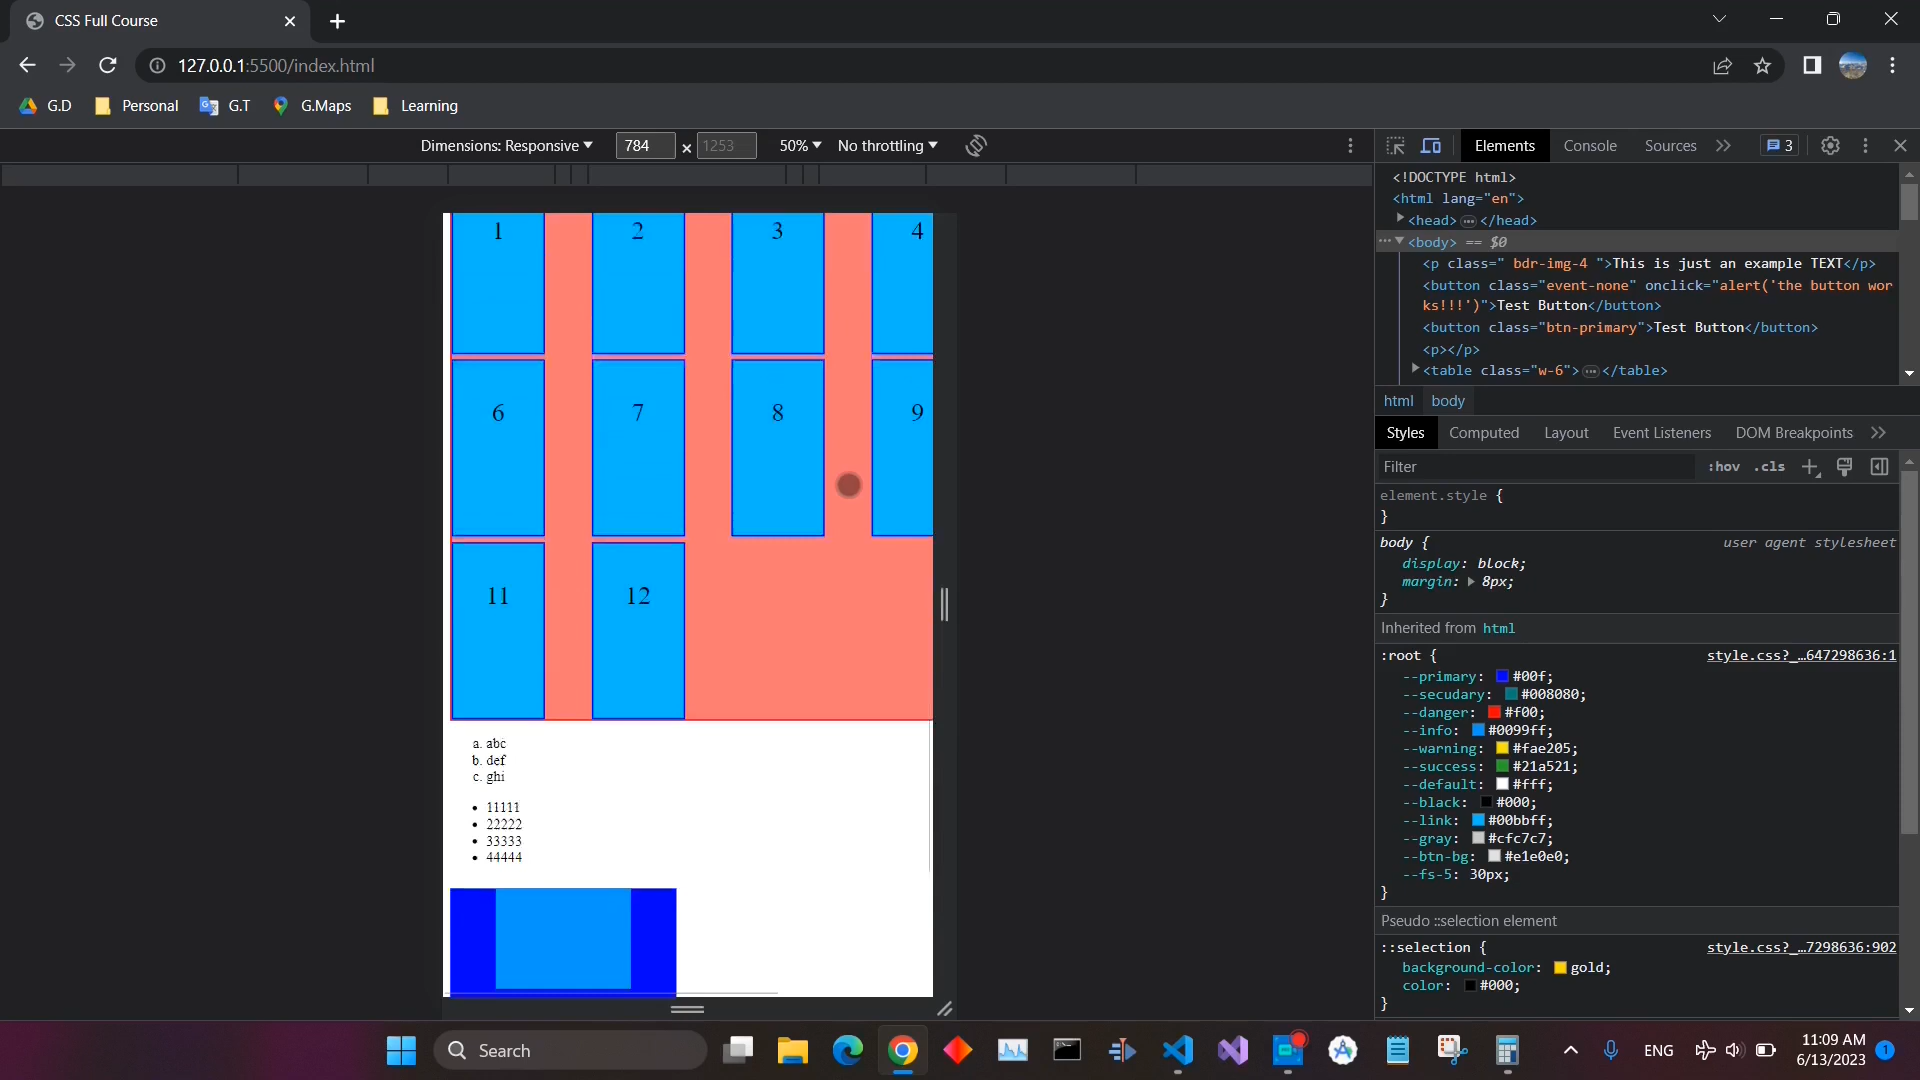 CSS Full Course
127.0.0.1:5500/index.html
G.D Personal G.T G.Maps Learning
Dimensions: Responsive 784 × 1253 50% No throttling
Elements Console Sources 3
<!DOCTYPE html>
<html lang="en">
<head> </head>
<body> == $0
<p class=" bdr-img-4 ">This is just an example TEXT</p>
<button class="event-none" onclick="alert('the button wor
ks!!!')">Test Button</button>
<button class="btn-primary">Test Button</button>
<p></p>
<table class="w-6"> </table>
html body
Styles Computed Layout Event Listeners DOM Breakpoints
Filter :hov .cls
element.style {
}
body { user agent stylesheet
display: block;
margin: 8px;
}
Inherited from html
:root { style.css?_…647298636:1
--primary: #00f;
--secudary: #008080;
--danger: #f00;
--info: #0099ff;
--warning: #fae205;
--success: #21a521;
--default: #fff;
--black: #000;
--link: #00bbff;
--gray: #cfc7c7;
--btn-bg: #e1e0e0;
--fs-5: 30px;
}
Pseudo ::selection element
::selection { style.css?_…7298636:902
background-color: gold;
color: #000;
}
1 2 3 4
6 7 8 9
11 12
a. abc
b. def
c. ghi
• 11111
• 22222
• 33333
• 44444
Search
ENG
11:09 AM
6/13/2023
1